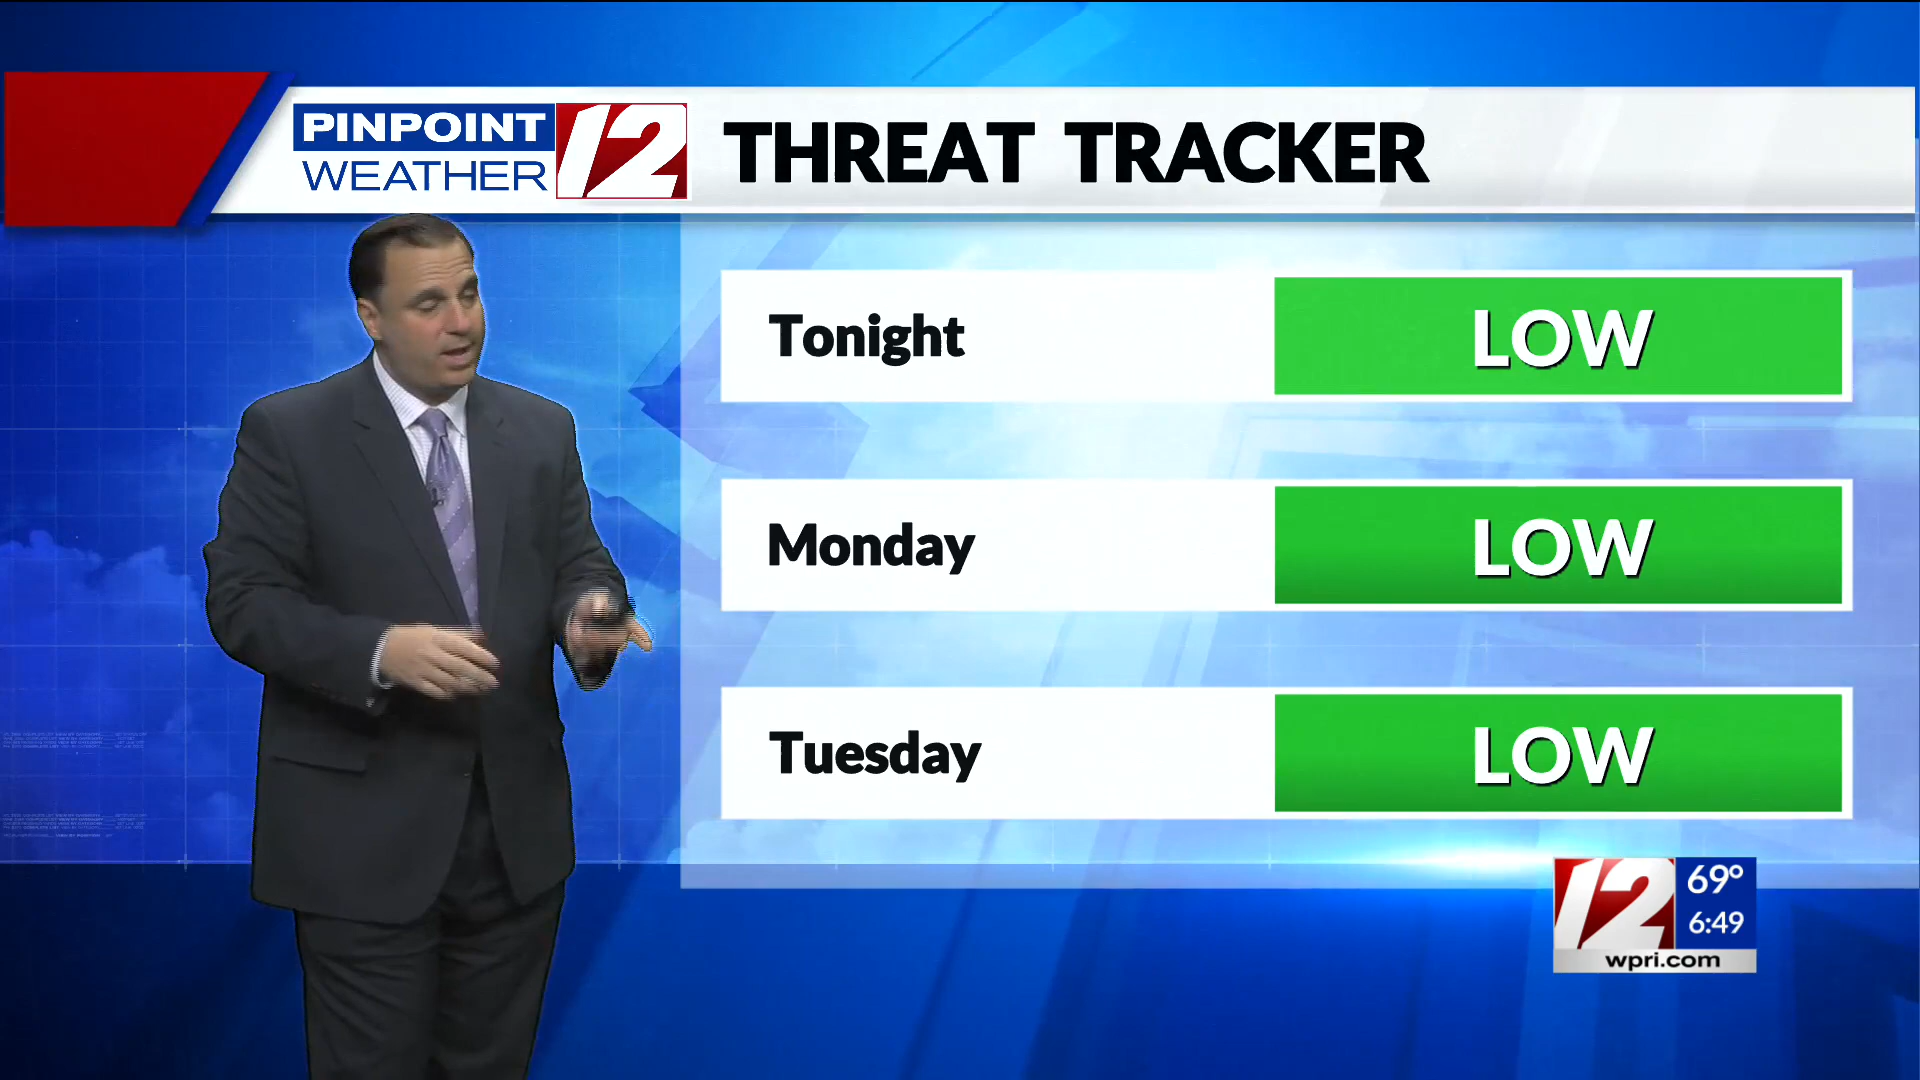 PINPOINT
WEATHER 12
THREAT TRACKER
Tonight LOW
Monday LOW
Tuesday LOW
12 69°
6:49
wpri.com